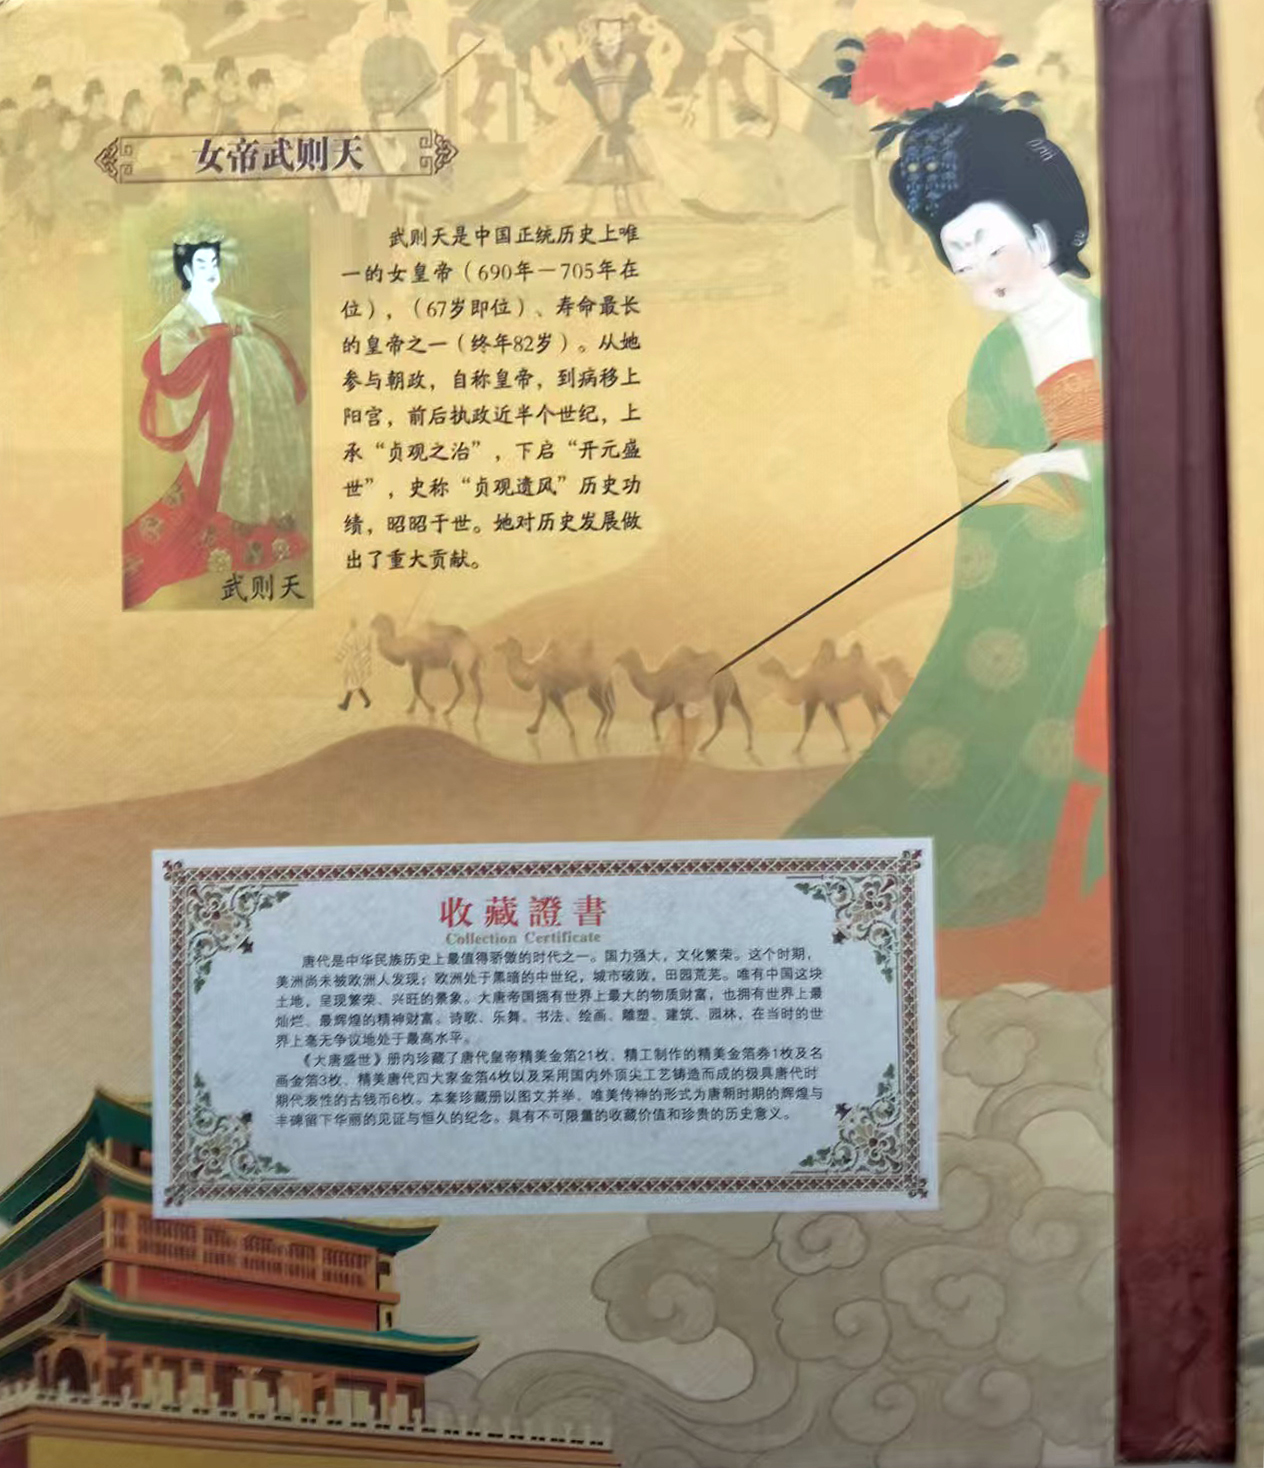 女帝武则天
武则天是中国正统历史上唯
一的女皇帝（690年－705年在
位），（67岁即位）、寿命最长
的皇帝之一（终年82岁）。从她
参与朝政，自称皇帝，到病移上
阳宫，前后执政近半个世纪，上
承“贞观之治”，下启“开元盛
世”，史称“贞观遗风”历史功
绩，昭昭于世。她对历史发展做
出了重大贡献。
武则天
收藏證書
Collection Certificate
唐代是中华民族历史上最值得骄傲的时代之一。国力强大，文化繁荣。这个时期，
美洲尚未被欧洲人发现；欧洲处于黑暗的中世纪，城市破败，田园荒芜。唯有中国这块
土地，呈现繁荣、兴旺的景象。大唐帝国拥有世界上最大的物质财富，也拥有世界上最
灿烂、最辉煌的精神财富。诗歌、乐舞、书法、绘画、雕塑、建筑、园林，在当时的世
界上毫无争议地处于最高水平。
《大唐盛世》册内珍藏了唐代皇帝精美金箔21枚、精工制作的精美金箔券1枚及名
画金箔3枚、精美唐代四大家金箔4枚以及采用国内外顶尖工艺铸造而成的极具唐代时
期代表性的古钱币6枚。本套珍藏册以图文并举、唯美传神的形式为唐朝时期的辉煌与
丰碑留下华丽的见证与恒久的纪念。具有不可限量的收藏价值和珍贵的历史意义。